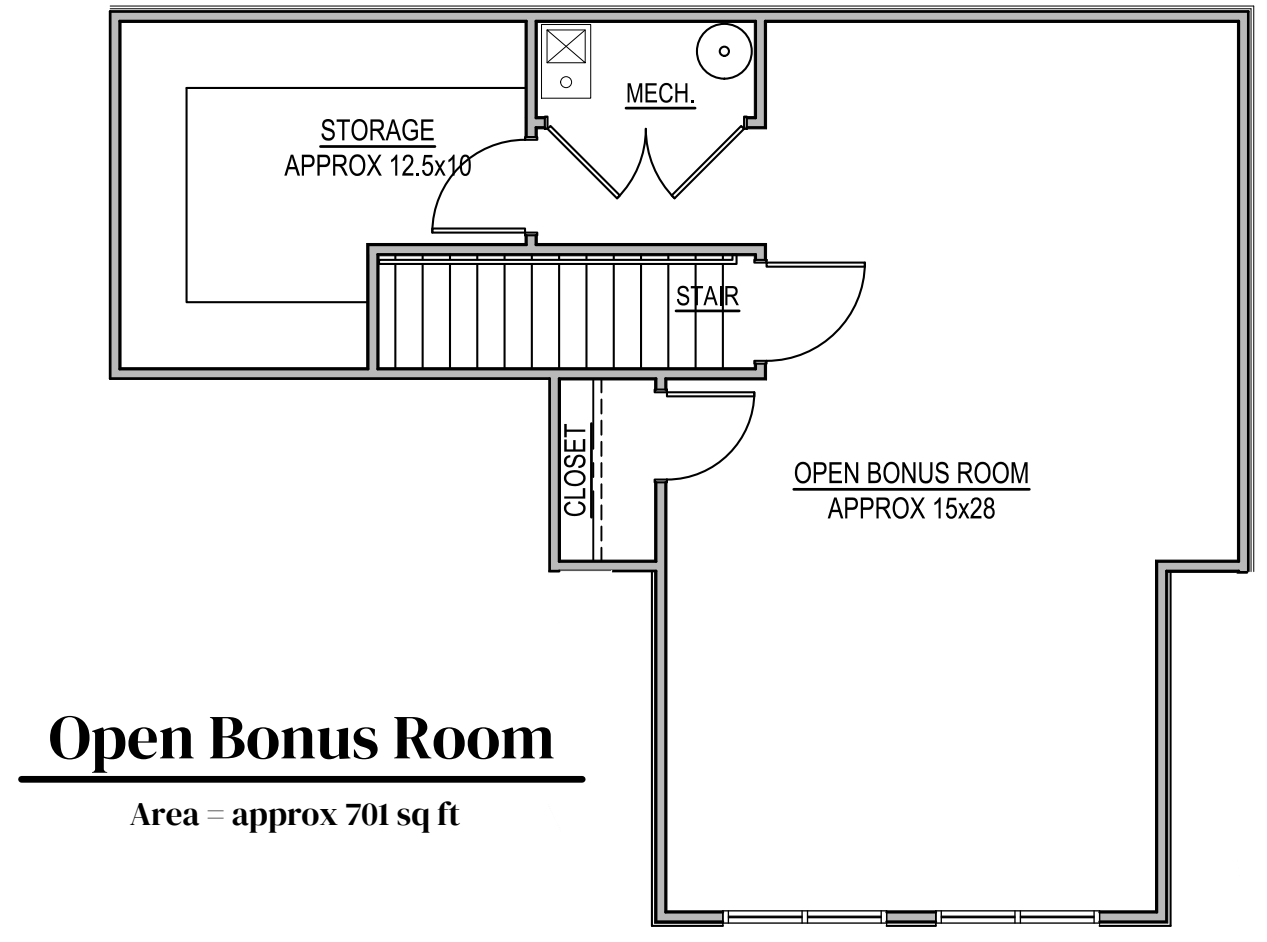 MECH.
STORAGE
APPROX 12.5x10
STAIR
CLOSET
OPEN BONUS ROOM
APPROX 15x28
Open Bonus Room
Area = approx 701 sq ft